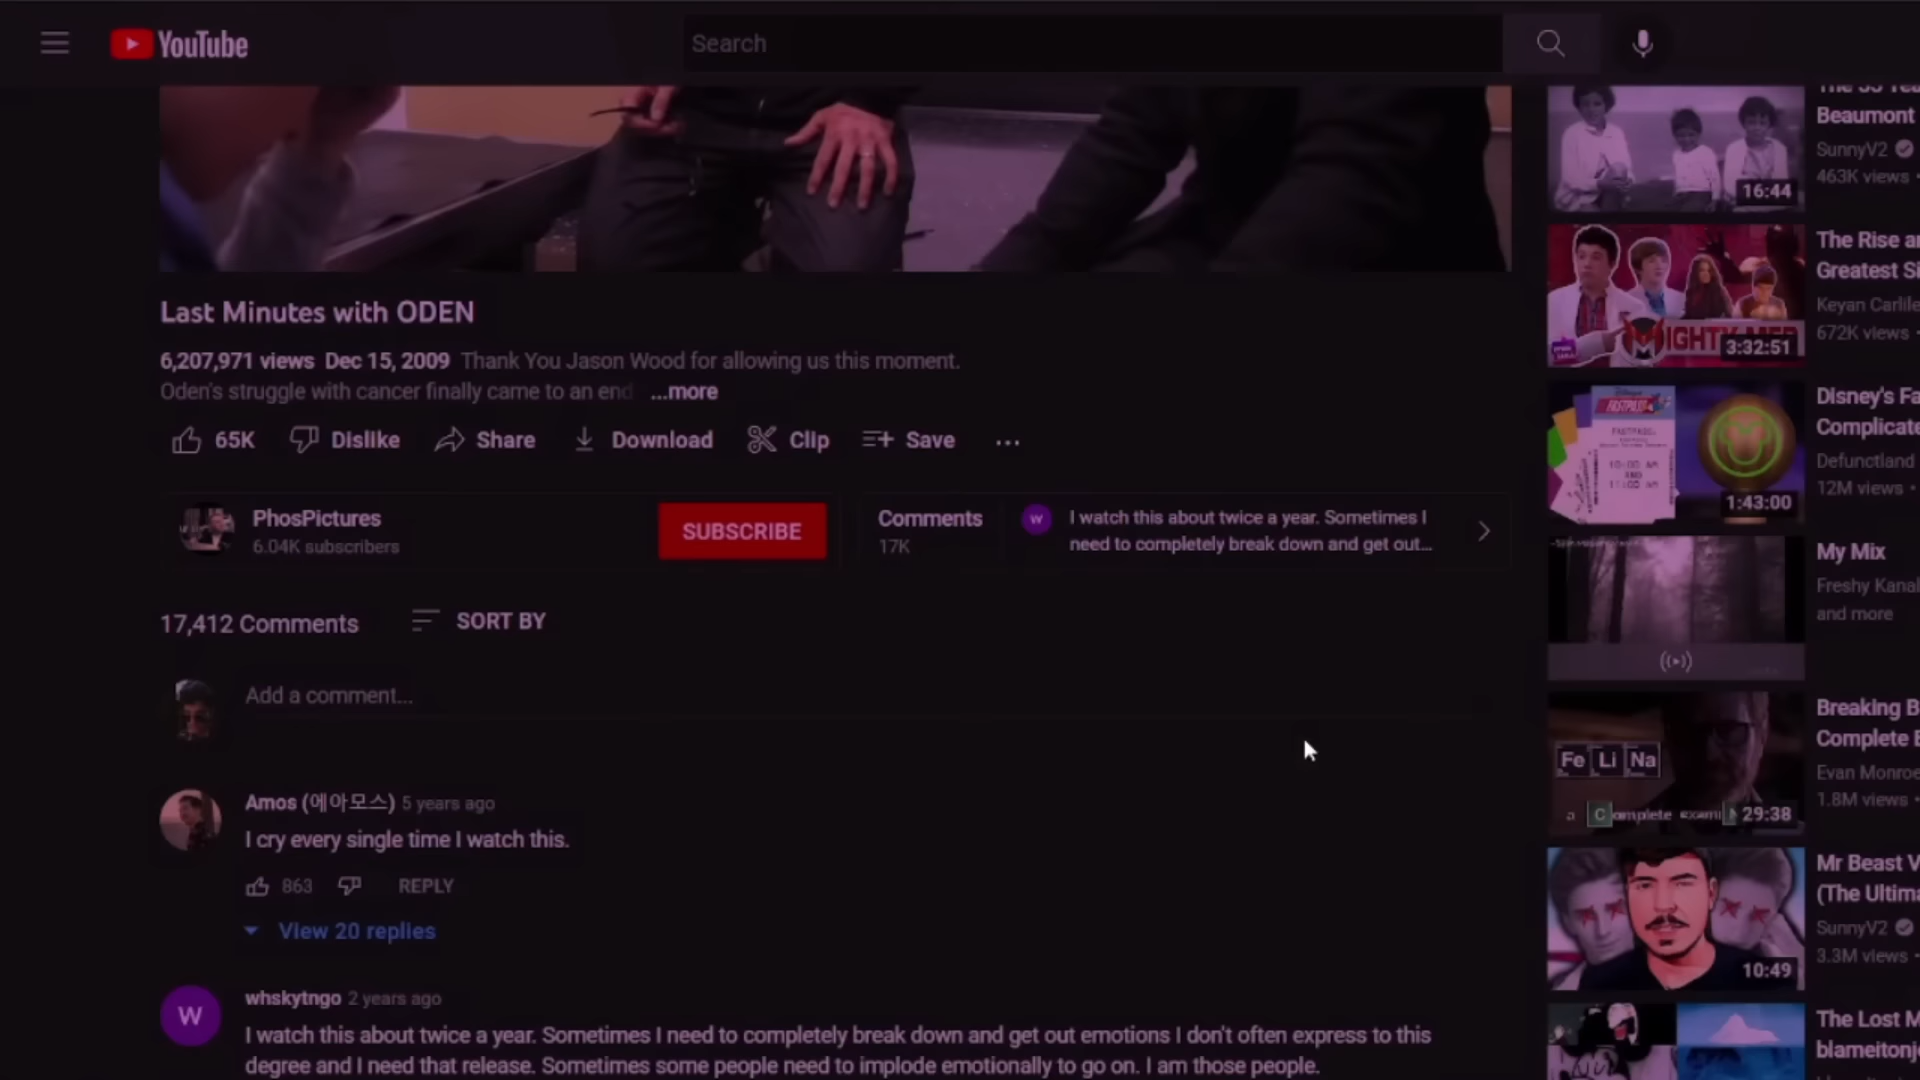 YouTube
Search
Last Minutes with ODEN
6,207,971 views Dec 15, 2009 Thank You Jason Wood for allowing us this moment.
Oden's struggle with cancer finally came to an end ...more
65K Dislike Share Download Clip Save ...
PhosPictures
6.04K subscribers
SUBSCRIBE
Comments
17K
W
I watch this about twice a year. Sometimes I
need to completely break down and get out...
17,412 Comments SORT BY
Add a comment...
Amos (에아모스) 5 years ago
I cry every single time I watch this.
863 REPLY
View 20 replies
W
whskytngo 2 years ago
I watch this about twice a year. Sometimes I need to completely break down and get out emotions I don't often express to this
degree and I need that release. Sometimes some people need to implode emotionally to go on. I am those people.
16:44
Beaumont
SunnyV2
463K views •
MIGHTY MED
3:32:51
The Rise
Greatest
Keyan Carlile
672K views •
FASTPASS
1:43:00
Disney's
Complicate
Defunctland
12M views •
My Mix
Freshy Kanal
and more
Fe Li Na
a Complete
29:38
Breaking
Complete
Evan Monroe
1.8M views •
10:49
Mr Beast
(The
SunnyV2
3.3M views •
The Lost
blameitonj